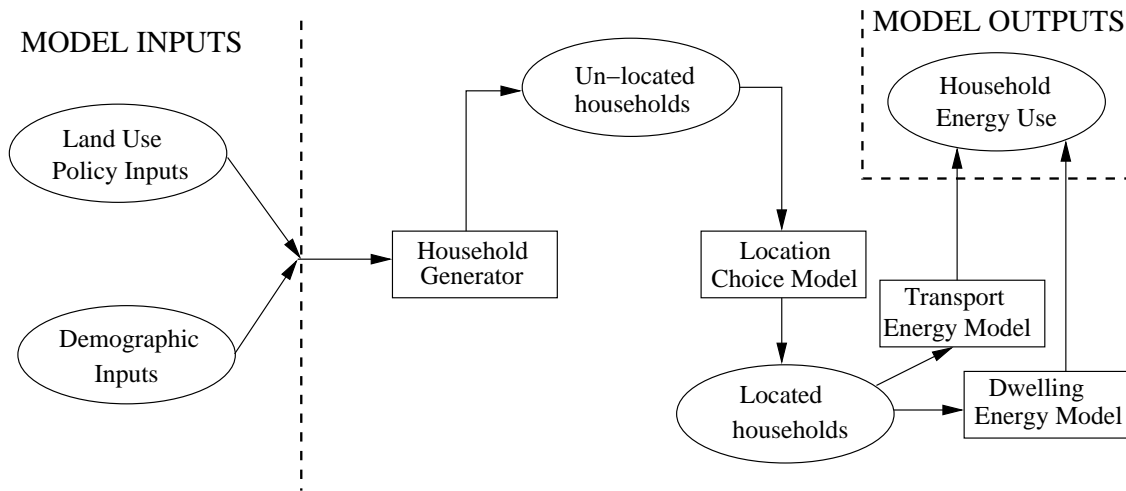 MODEL INPUTS
Land Use
Policy Inputs
Demographic
Inputs
Household
Generator
Un−located
households
Location
Choice Model
Located
households
Transport
Energy Model
Dwelling
Energy Model
MODEL OUTPUTS
Household
Energy Use